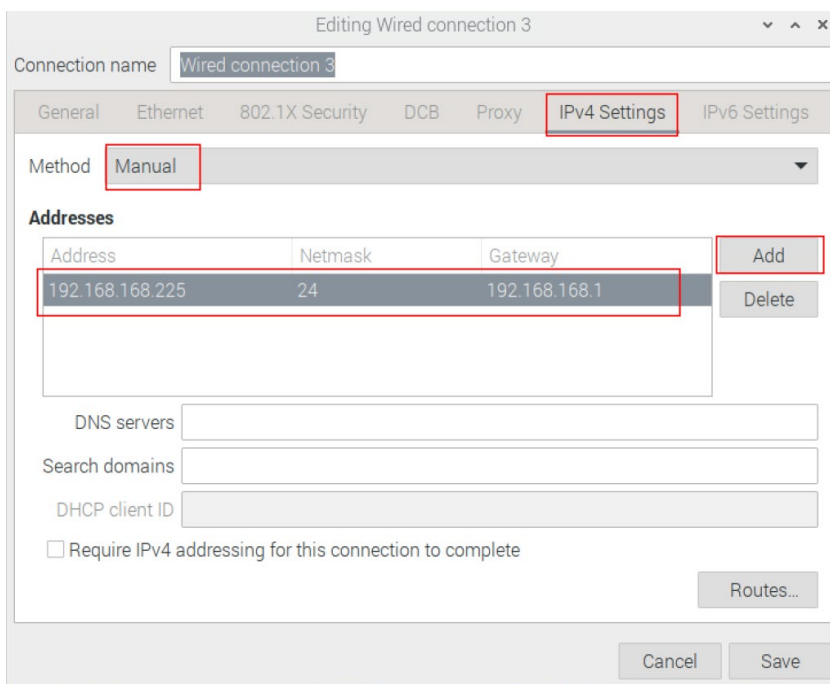 Editing Wired connection 3
Connection name Wired connection 3
General Ethernet 802.1X Security DCB Proxy IPv4 Settings IPv6 Settings
Method Manual
Addresses
Address Netmask Gateway
192.168.168.225 24 192.168.168.1
Add
Delete
DNS servers
Search domains
DHCP client ID
Require IPv4 addressing for this connection to complete
Routes...
Cancel Save